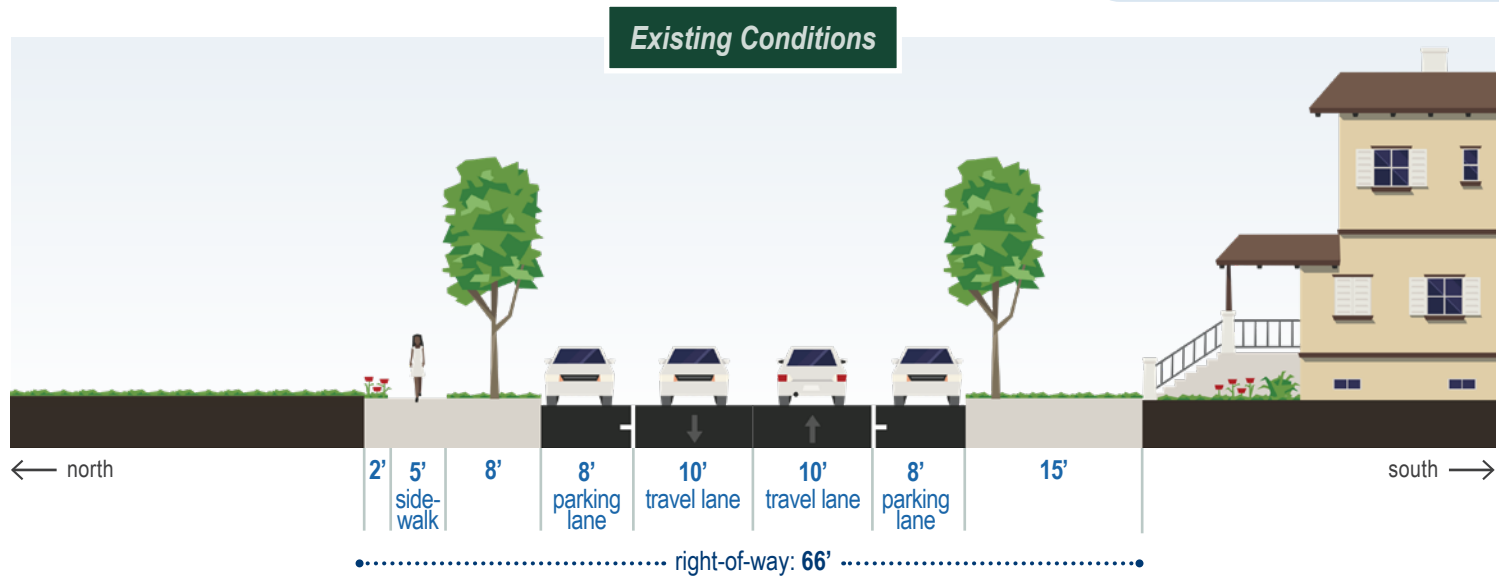 Existing Conditions
north
south
2’
5’
side-
walk
8’
8’
parking
lane
10’
travel lane
10’
travel lane
8’
parking
lane
15’
right-of-way: 66’